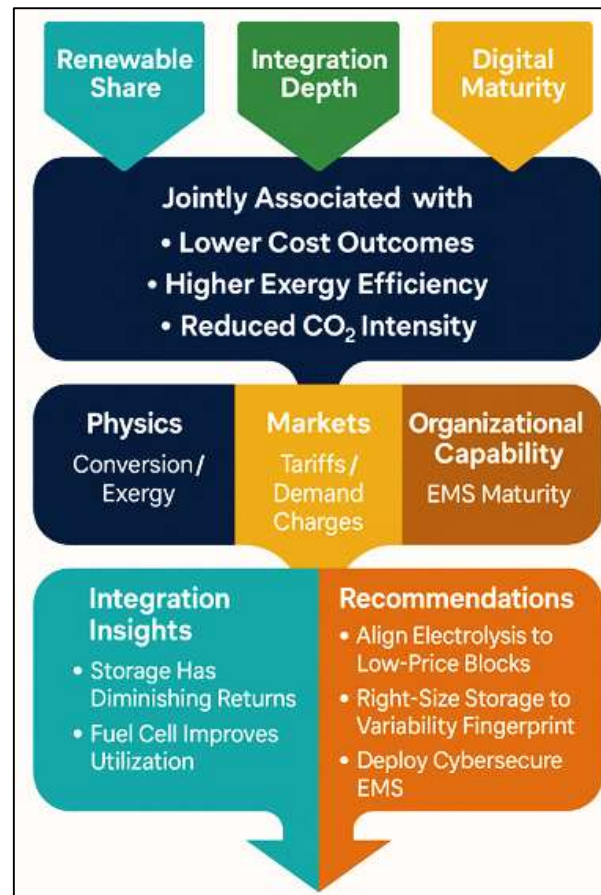 Renewable
Share
Integration
Depth
Digital
Maturity
Jointly Associated with
• Lower Cost Outcomes
• Higher Exergy Efficiency
• Reduced CO₂ Intensity
Physics
Conversion/
Exergy
Markets
Tariffs/
Demand
Charges
Organizational
Capability
EMS Maturity
Integration
Insights
• Storage Has
Diminishing Returns
• Fuel Cell Improves
Utilization
Recommendations
• Align Electrolysis to
Low-Price Blocks
• Right-Size Storage to
Variability Fingerprint
• Deploy Cybersecure
EMS